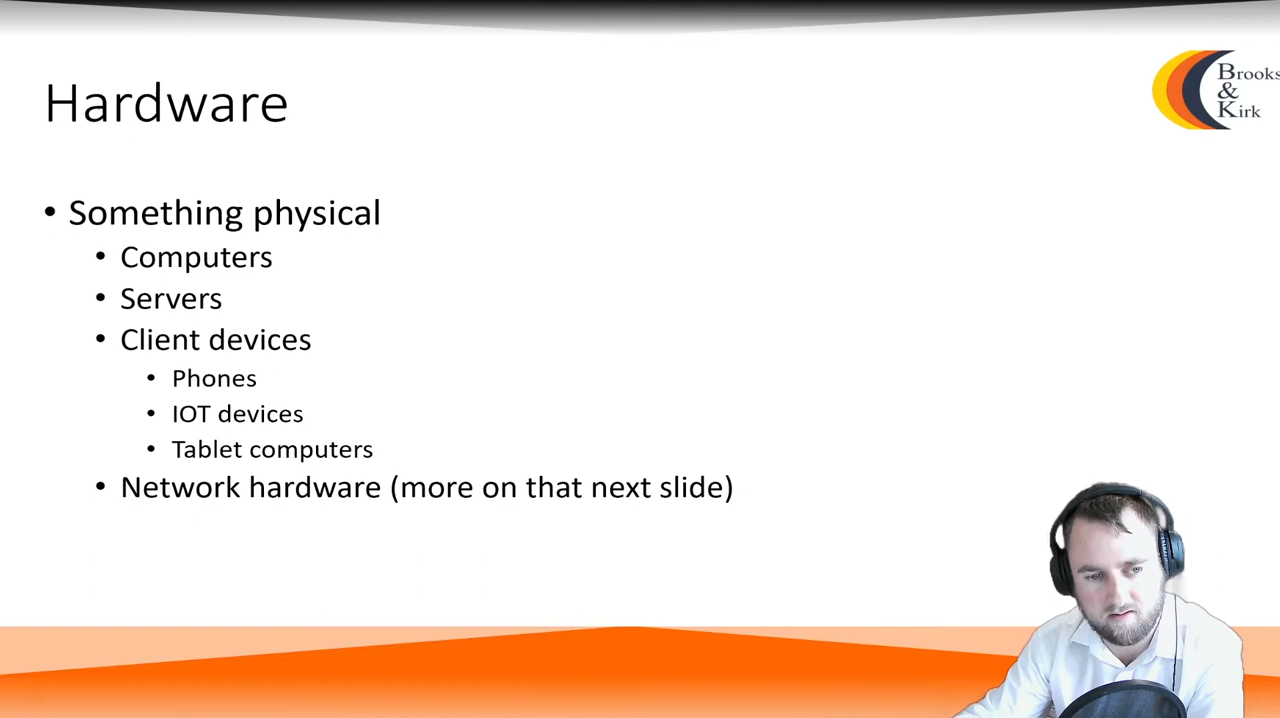 Hardware
Brooks
&
Kirk
• Something physical
• Computers
• Servers
• Client devices
• Phones
• IOT devices
• Tablet computers
• Network hardware (more on that next slide)